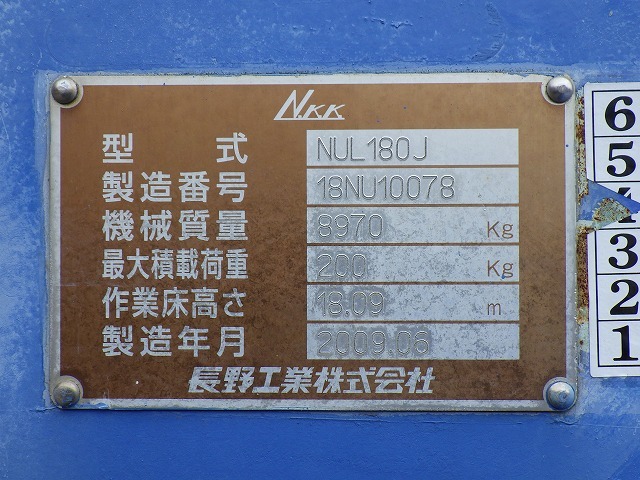 N.K.K
型式 NUL180J
製造番号 18NU10078
機械質量 8970 Kg
最大積載荷重 200 Kg
作業床高さ 18.09 m
製造年月 2009.06
長野工業株式会社
6
5
3
2
1